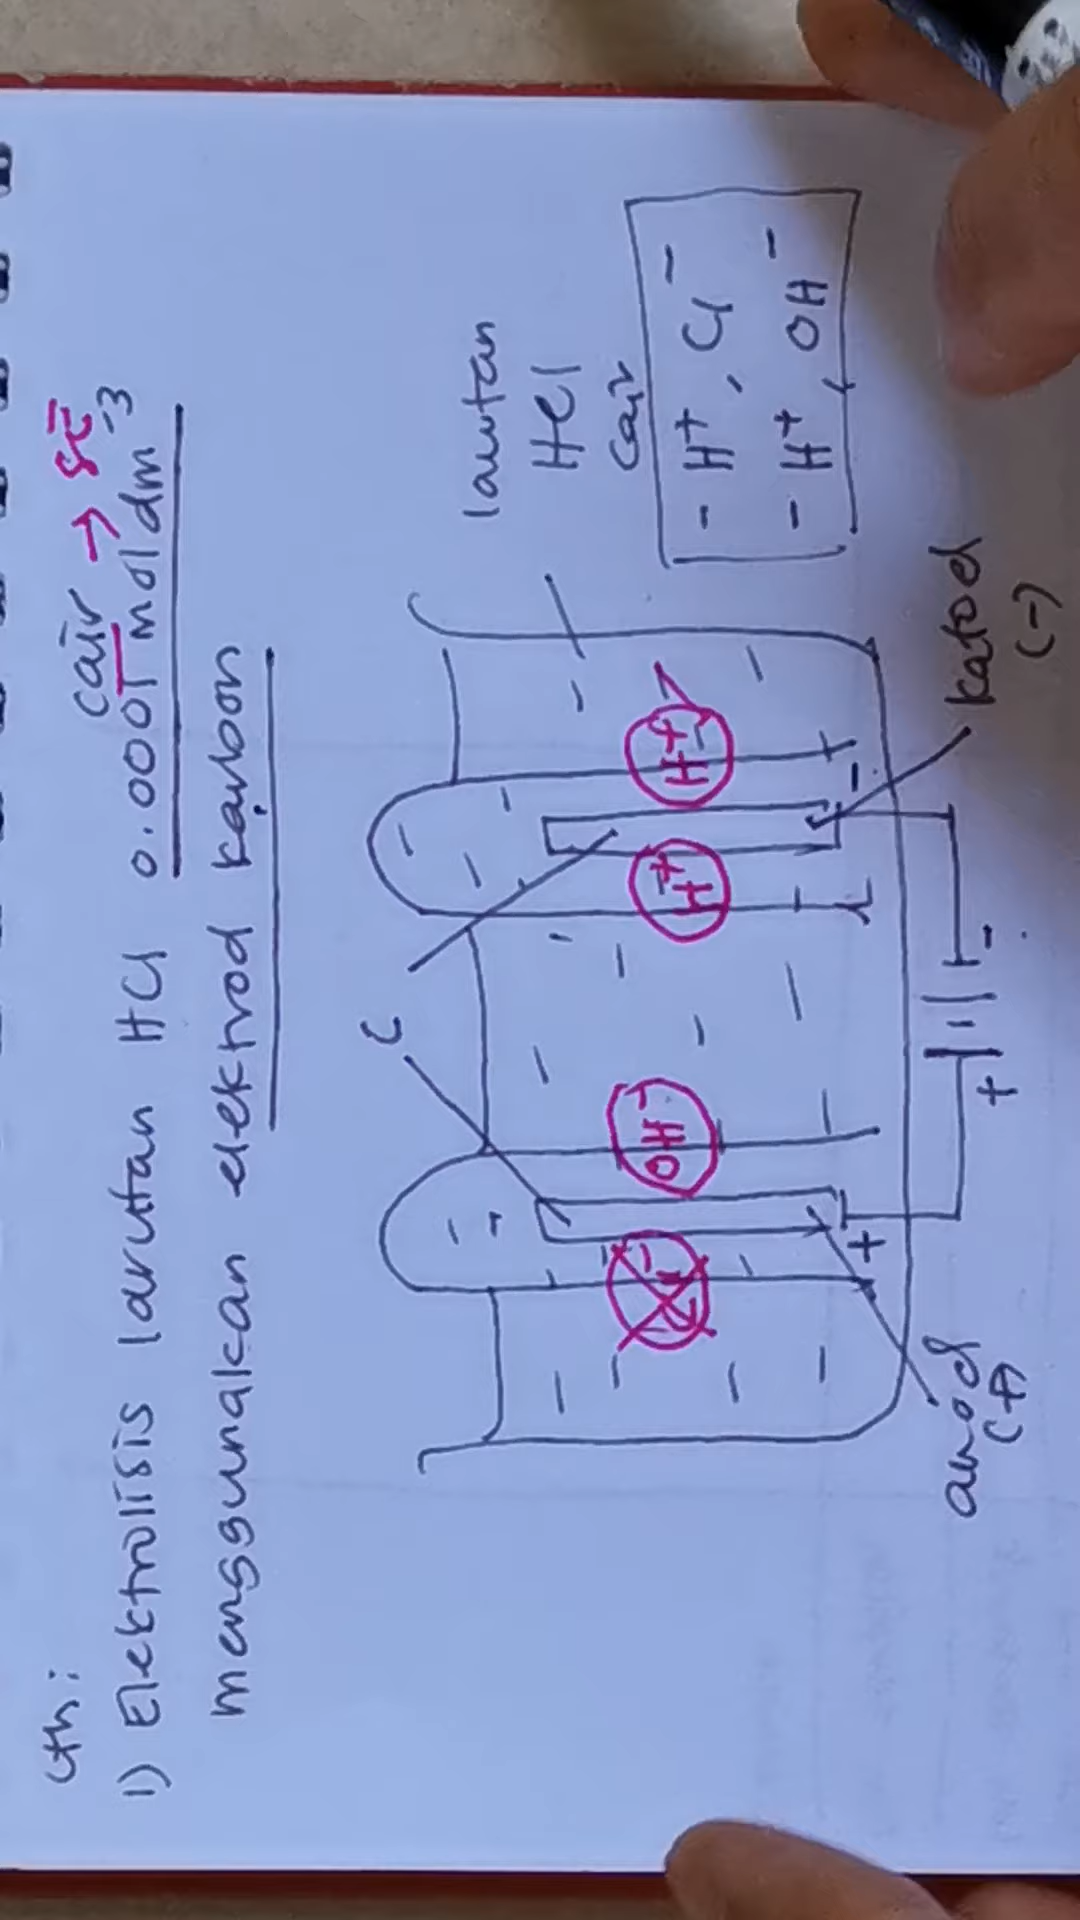 Cth:
cair → SE°
1) Elektrolisis larutan HCl 0.0001 mol dm⁻³
menggunakan elektrod karbon
C
larutan
HCl
cair
- H⁺, Cl⁻
- H⁺, OH⁻
OH⁻
H⁺
H⁺
+
-
anod
(+)
+
-
katod
(-)